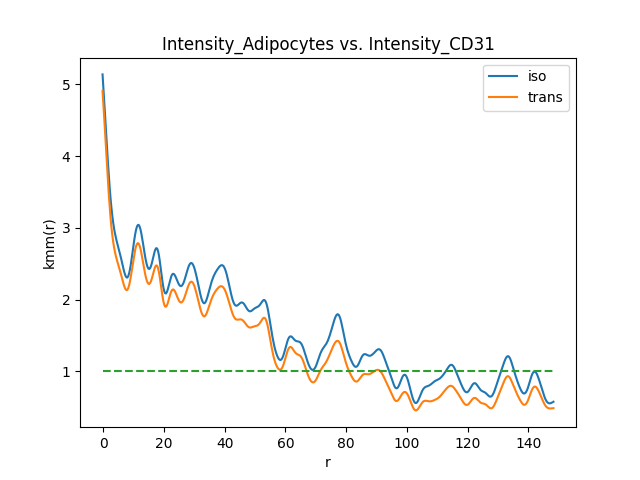 Intensity_Adipocytes vs. Intensity_CD31
iso
trans
kmm(r)
5
4
3
2
1
0 20 40 60 80 100 120 140
r